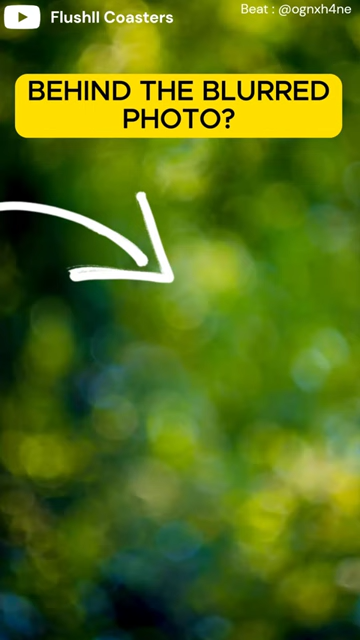 Flushll Coasters
Beat : @ognxh4ne
BEHIND THE BLURRED
PHOTO?